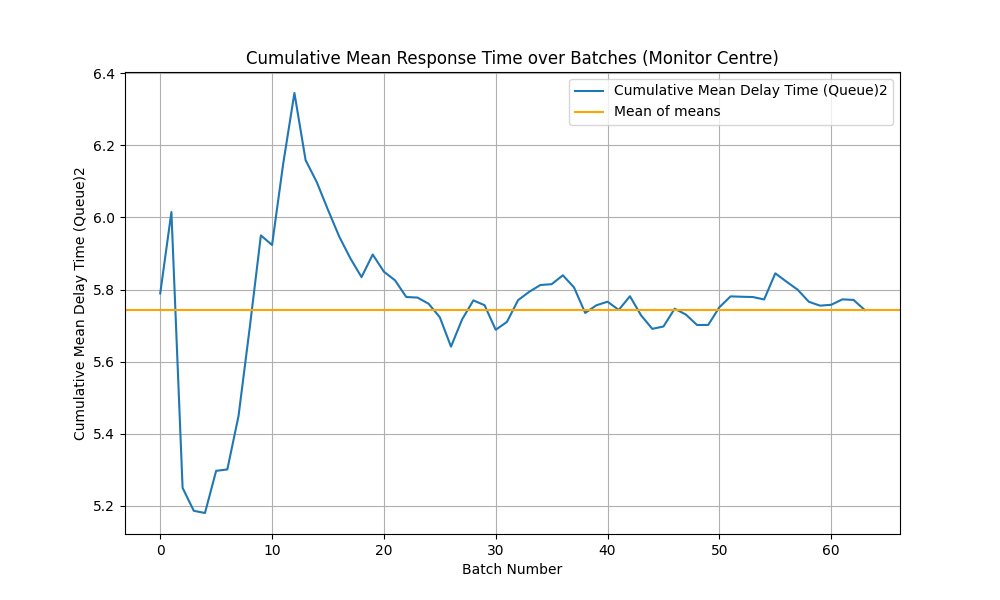 Cumulative Mean Response Time over Batches (Monitor Centre)
Cumulative Mean Delay Time (Queue)2
Mean of means
Cumulative Mean Delay Time (Queue)2
6.4
6.2
6.0
5.8
5.6
5.4
5.2
0 10 20 30 40 50 60
Batch Number